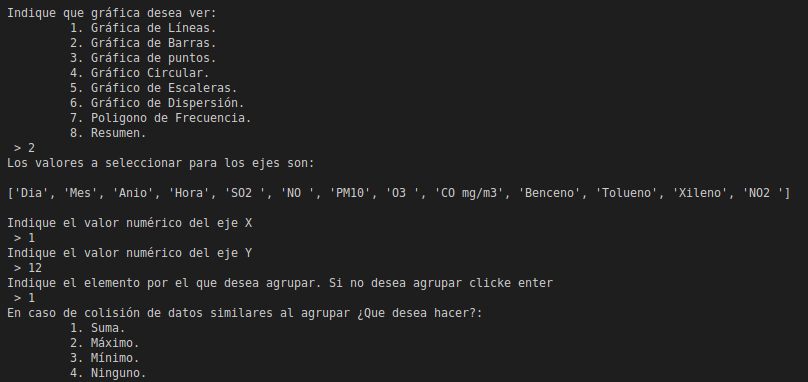 Indique que gráfica desea ver:
1. Gráfica de Líneas.
2. Gráfica de Barras.
3. Gráfica de puntos.
4. Gráfico Circular.
5. Gráfico de Escaleras.
6. Gráfico de Dispersión.
7. Poligono de Frecuencia.
8. Resumen.
> 2
Los valores a seleccionar para los ejes son:
['Dia', 'Mes', 'Anio', 'Hora', 'SO2 ', 'NO ', 'PM10', 'O3 ', 'CO mg/m3', 'Benceno', 'Tolueno', 'Xileno', 'NO2 ']
Indique el valor numérico del eje X
> 1
Indique el valor numérico del eje Y
> 12
Indique el elemento por el que desea agrupar. Si no desea agrupar clicke enter
> 1
En caso de colisión de datos similares al agrupar ¿Que desea hacer?:
1. Suma.
2. Máximo.
3. Mínimo.
4. Ninguno.